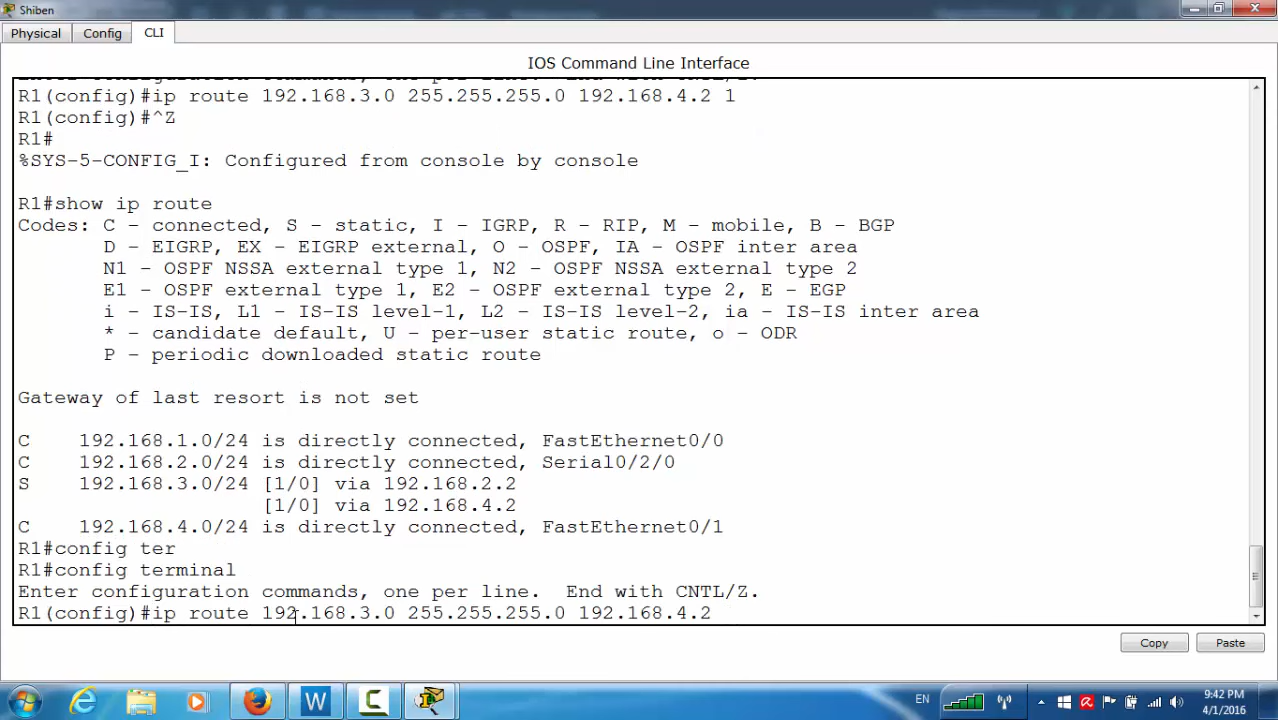 Shiben
Physical Config CLI
IOS Command Line Interface
Enter configuration commands, one per line. End with CNTL/Z.
R1(config)#ip route 192.168.3.0 255.255.255.0 192.168.4.2 1
R1(config)#^Z
R1#
%SYS-5-CONFIG_I: Configured from console by console
R1#show ip route
Codes: C - connected, S - static, I - IGRP, R - RIP, M - mobile, B - BGP
D - EIGRP, EX - EIGRP external, O - OSPF, IA - OSPF inter area
N1 - OSPF NSSA external type 1, N2 - OSPF NSSA external type 2
E1 - OSPF external type 1, E2 - OSPF external type 2, E - EGP
i - IS-IS, L1 - IS-IS level-1, L2 - IS-IS level-2, ia - IS-IS inter area
* - candidate default, U - per-user static route, o - ODR
P - periodic downloaded static route
Gateway of last resort is not set
C 192.168.1.0/24 is directly connected, FastEthernet0/0
C 192.168.2.0/24 is directly connected, Serial0/2/0
S 192.168.3.0/24 [1/0] via 192.168.2.2
[1/0] via 192.168.4.2
C 192.168.4.0/24 is directly connected, FastEthernet0/1
R1#config ter
R1#config terminal
Enter configuration commands, one per line. End with CNTL/Z.
R1(config)#ip route 192.168.3.0 255.255.255.0 192.168.4.2
Copy Paste
EN
9:42 PM
4/1/2016